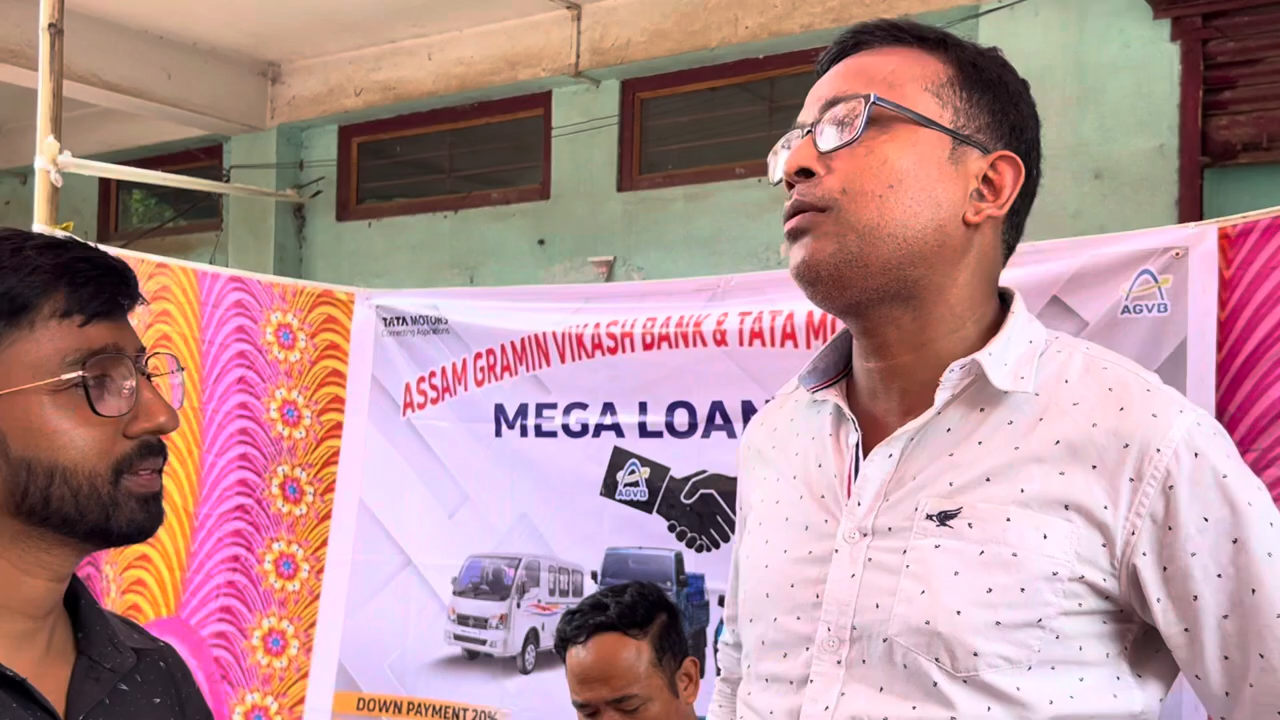 TATA MOTORS
Connecting Aspirations
AGVB
ASSAM GRAMIN VIKASH BANK & TATA
MEGA LOAN
AGVB
DOWN PAYMENT 20%